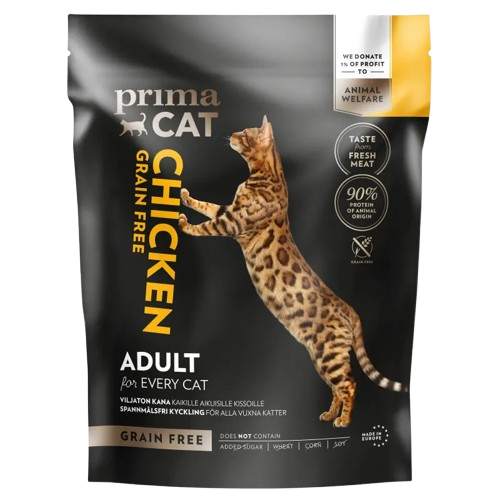 WE DONATE
1% OF PROFIT
TO
ANIMAL
WELFARE
prima
CAT
CHICKEN
GRAIN FREE
TASTE
from
FRESH
MEAT
90%
PROTEIN
OF ANIMAL
ORIGIN
GRAIN FREE
ADULT
for EVERY CAT
VILJATON KANA KAIKILLE AIKUISILLE KISSOILLE
SPANNMÅLSFRI KYCKLING FÖR ALLA VUXNA KATTER
GRAIN FREE
DOES NOT CONTAIN
ADDED SUGAR | WHEAT | CORN | SOY
MADE IN
EUROPE